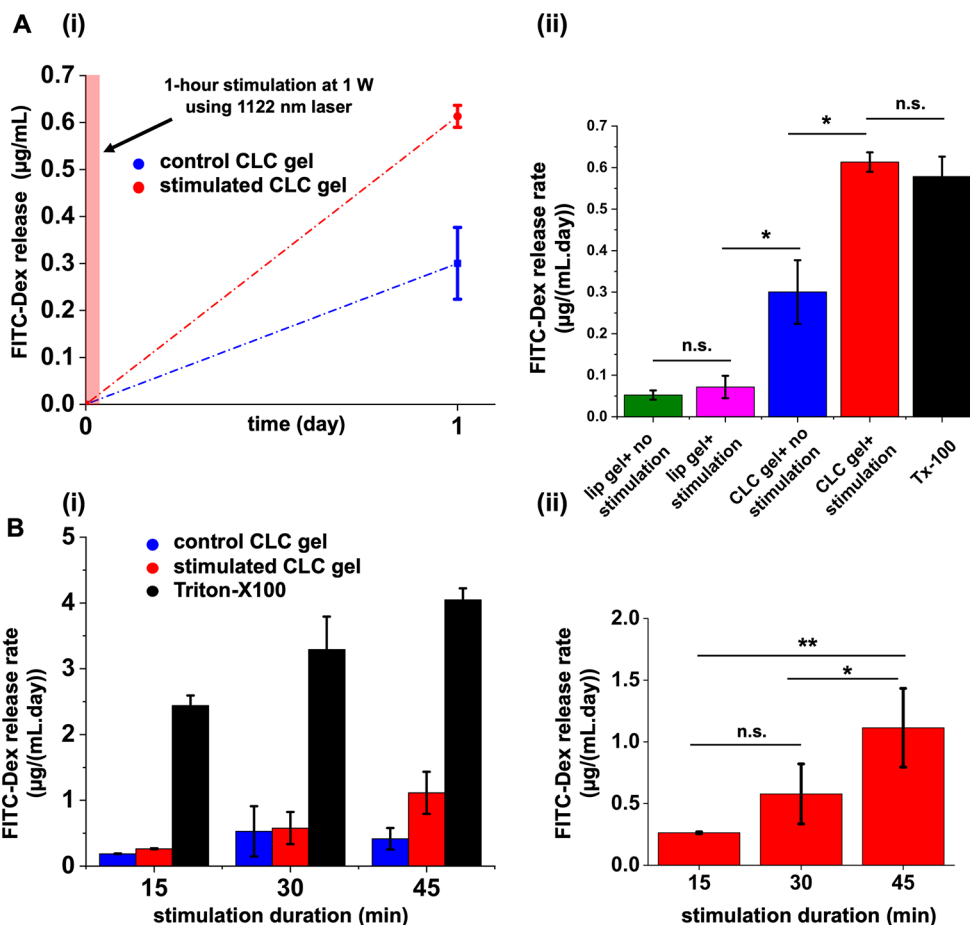 A (i)
FITC-Dex release (µg/mL)
0.7
0.6
0.5
0.4
0.3
0.2
0.1
0.0
1-hour stimulation at 1 W
using 1122 nm laser
control CLC gel
stimulated CLC gel
0
1
time (day)
(ii)
FITC-Dex release rate
(µg/(mL.day))
0.7
0.6
0.5
0.4
0.3
0.2
0.1
0.0
n.s.
*
*
n.s.
lip gel+ no
stimulation
lip gel+
stimulation
CLC gel+ no
stimulation
CLC gel+
stimulation
Tx-100
B (i)
FITC-Dex release rate
(µg/(mL.day))
5
4
3
2
1
0
control CLC gel
stimulated CLC gel
Triton-X100
15
30
45
stimulation duration (min)
(ii)
FITC-Dex release rate
(µg/(mL.day))
2.0
1.5
1.0
0.5
0.0
**
*
n.s.
15
30
45
stimulation duration (min)